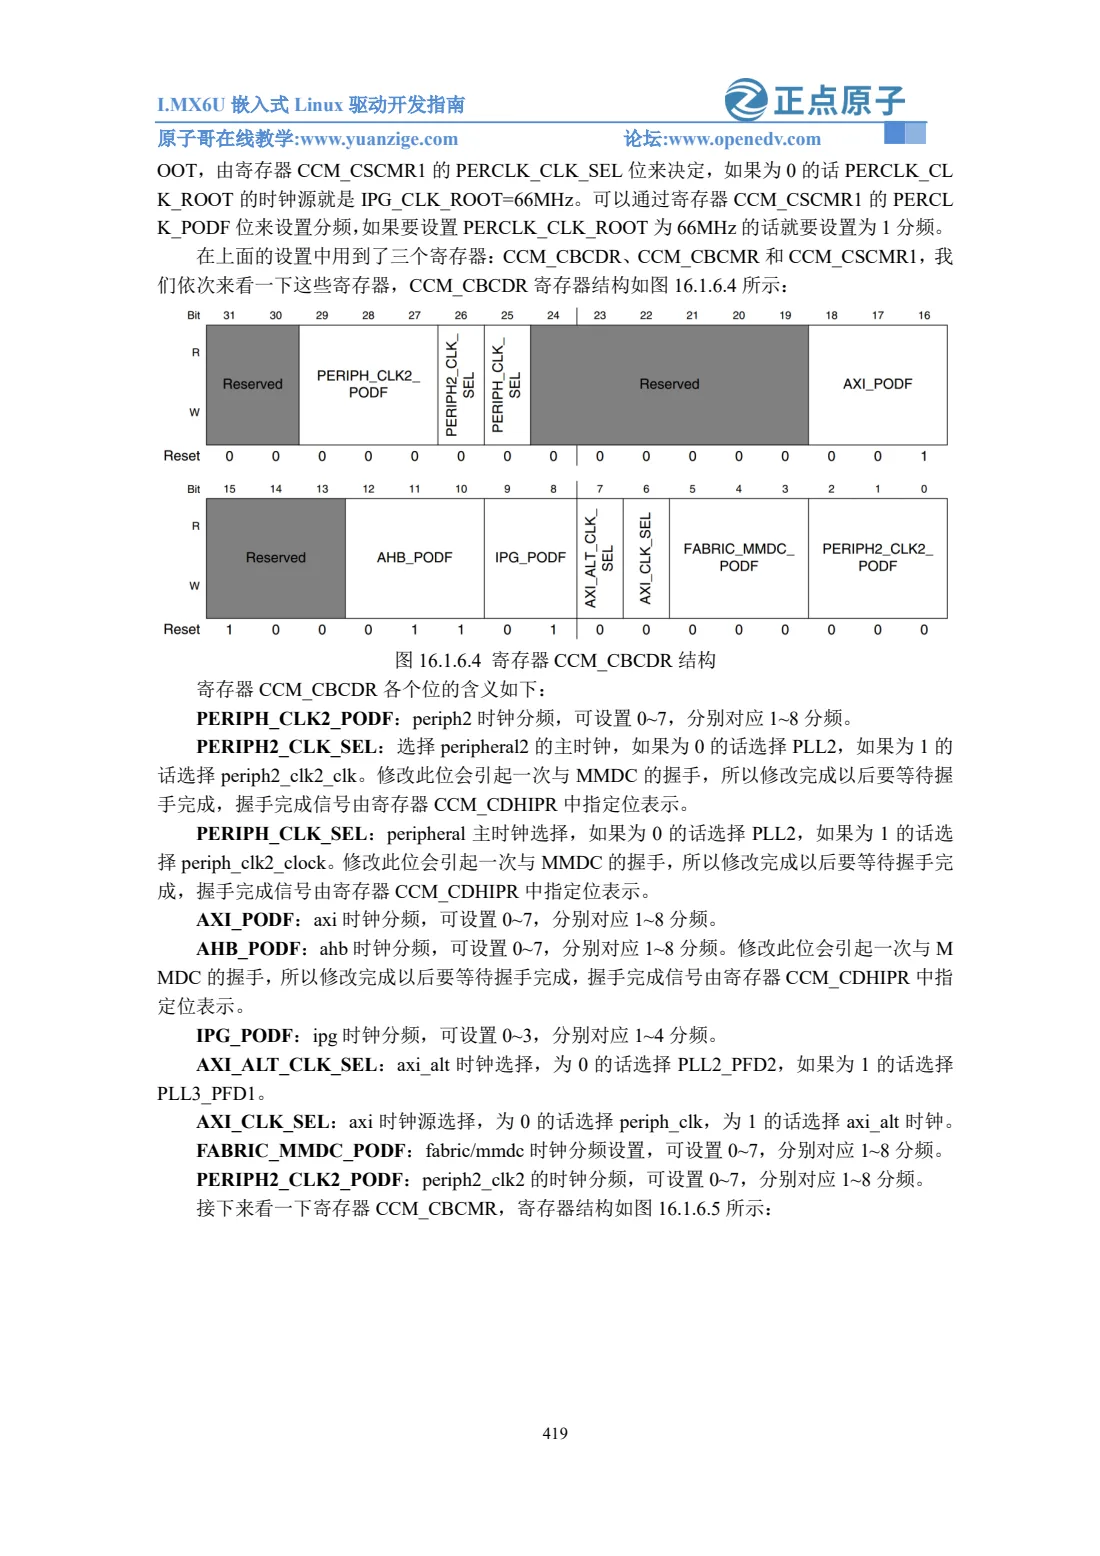 I.MX6U 嵌入式 Linux 驱动开发指南
正点原子
原子哥在线教学:www.yuanzige.com 论坛:www.openedv.com
OOT，由寄存器 CCM_CSCMR1 的 PERCLK_CLK_SEL 位来决定，如果为 0 的话 PERCLK_CL
K_ROOT 的时钟源就是 IPG_CLK_ROOT=66MHz。可以通过寄存器 CCM_CSCMR1 的 PERCL
K_PODF 位来设置分频，如果要设置 PERCLK_CLK_ROOT 为 66MHz 的话就要设置为 1 分频。
在上面的设置中用到了三个寄存器：CCM_CBCDR、CCM_CBCMR 和 CCM_CSCMR1，我
们依次来看一下这些寄存器，CCM_CBCDR 寄存器结构如图 16.1.6.4 所示：
Bit 31 30 29 28 27 26 25 24 23 22 21 20 19 18 17 16
R
W
Reserved
PERIPH_CLK2_
PODF
PERIPH2_CLK_
SEL
PERIPH_CLK_
SEL
Reserved
AXI_PODF
Reset 0 0 0 0 0 0 0 0 0 0 0 0 0 0 0 1
Bit 15 14 13 12 11 10 9 8 7 6 5 4 3 2 1 0
R
W
Reserved
AHB_PODF
IPG_PODF
AXI_ALT_CLK_
SEL
AXI_CLK_SEL
FABRIC_MMDC_
PODF
PERIPH2_CLK2_
PODF
Reset 1 0 0 0 1 1 0 1 0 0 0 0 0 0 0 0
图 16.1.6.4 寄存器 CCM_CBCDR 结构
寄存器 CCM_CBCDR 各个位的含义如下：
PERIPH_CLK2_PODF：periph2 时钟分频，可设置 0~7，分别对应 1~8 分频。
PERIPH2_CLK_SEL：选择 peripheral2 的主时钟，如果为 0 的话选择 PLL2，如果为 1 的
话选择 periph2_clk2_clk。修改此位会引起一次与 MMDC 的握手，所以修改完成以后要等待握
手完成，握手完成信号由寄存器 CCM_CDHIPR 中指定位表示。
PERIPH_CLK_SEL：peripheral 主时钟选择，如果为 0 的话选择 PLL2，如果为 1 的话选
择 periph_clk2_clock。修改此位会引起一次与 MMDC 的握手，所以修改完成以后要等待握手完
成，握手完成信号由寄存器 CCM_CDHIPR 中指定位表示。
AXI_PODF：axi 时钟分频，可设置 0~7，分别对应 1~8 分频。
AHB_PODF：ahb 时钟分频，可设置 0~7，分别对应 1~8 分频。修改此位会引起一次与 M
MDC 的握手，所以修改完成以后要等待握手完成，握手完成信号由寄存器 CCM_CDHIPR 中指
定位表示。
IPG_PODF：ipg 时钟分频，可设置 0~3，分别对应 1~4 分频。
AXI_ALT_CLK_SEL：axi_alt 时钟选择，为 0 的话选择 PLL2_PFD2，如果为 1 的话选择
PLL3_PFD1。
AXI_CLK_SEL：axi 时钟源选择，为 0 的话选择 periph_clk，为 1 的话选择 axi_alt 时钟。
FABRIC_MMDC_PODF：fabric/mmdc 时钟分频设置，可设置 0~7，分别对应 1~8 分频。
PERIPH2_CLK2_PODF：periph2_clk2 的时钟分频，可设置 0~7，分别对应 1~8 分频。
接下来看一下寄存器 CCM_CBCMR，寄存器结构如图 16.1.6.5 所示：
419